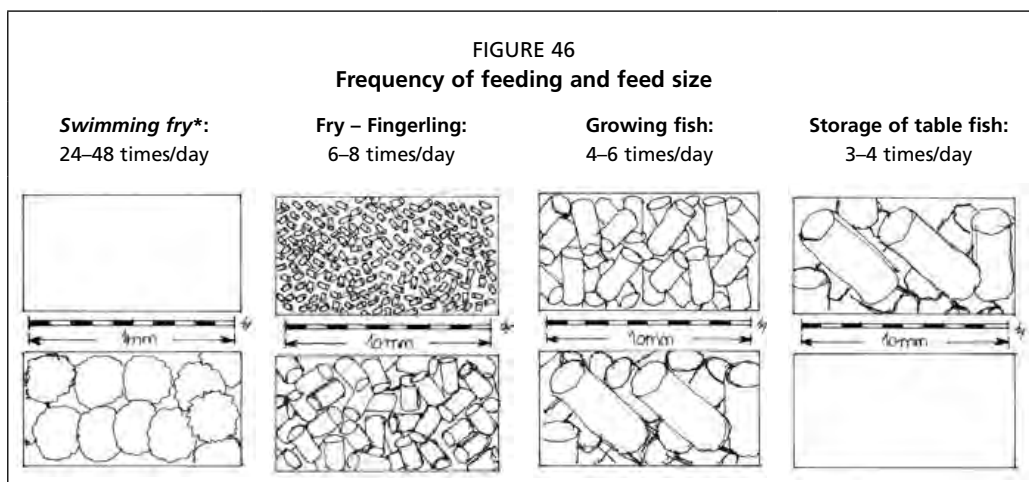 FIGURE 46
Frequency of feeding and feed size
Swimming fry*:
24–48 times/day
Fry – Fingerling:
6–8 times/day
Growing fish:
4–6 times/day
Storage of table fish:
3–4 times/day
1mm
10mm
10mm
10mm